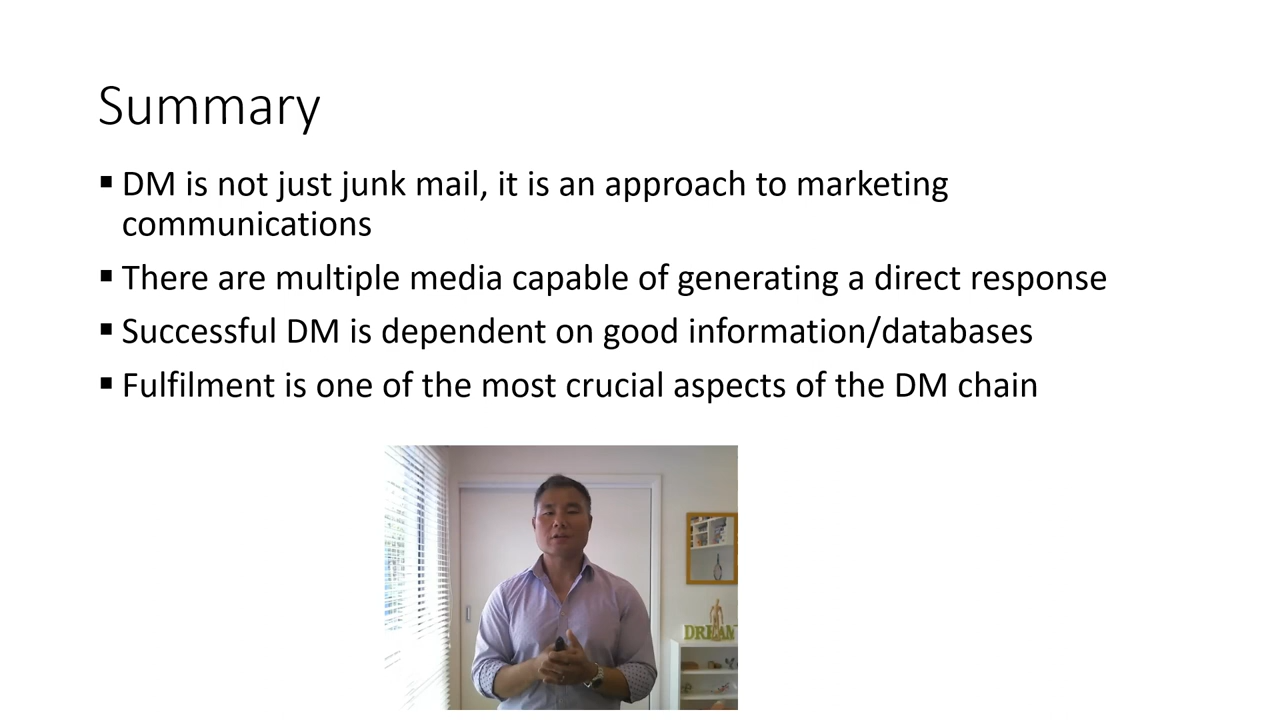 Summary
▪ DM is not just junk mail, it is an approach to marketing
communications
▪ There are multiple media capable of generating a direct response
▪ Successful DM is dependent on good information/databases
▪ Fulfilment is one of the most crucial aspects of the DM chain
DREAM